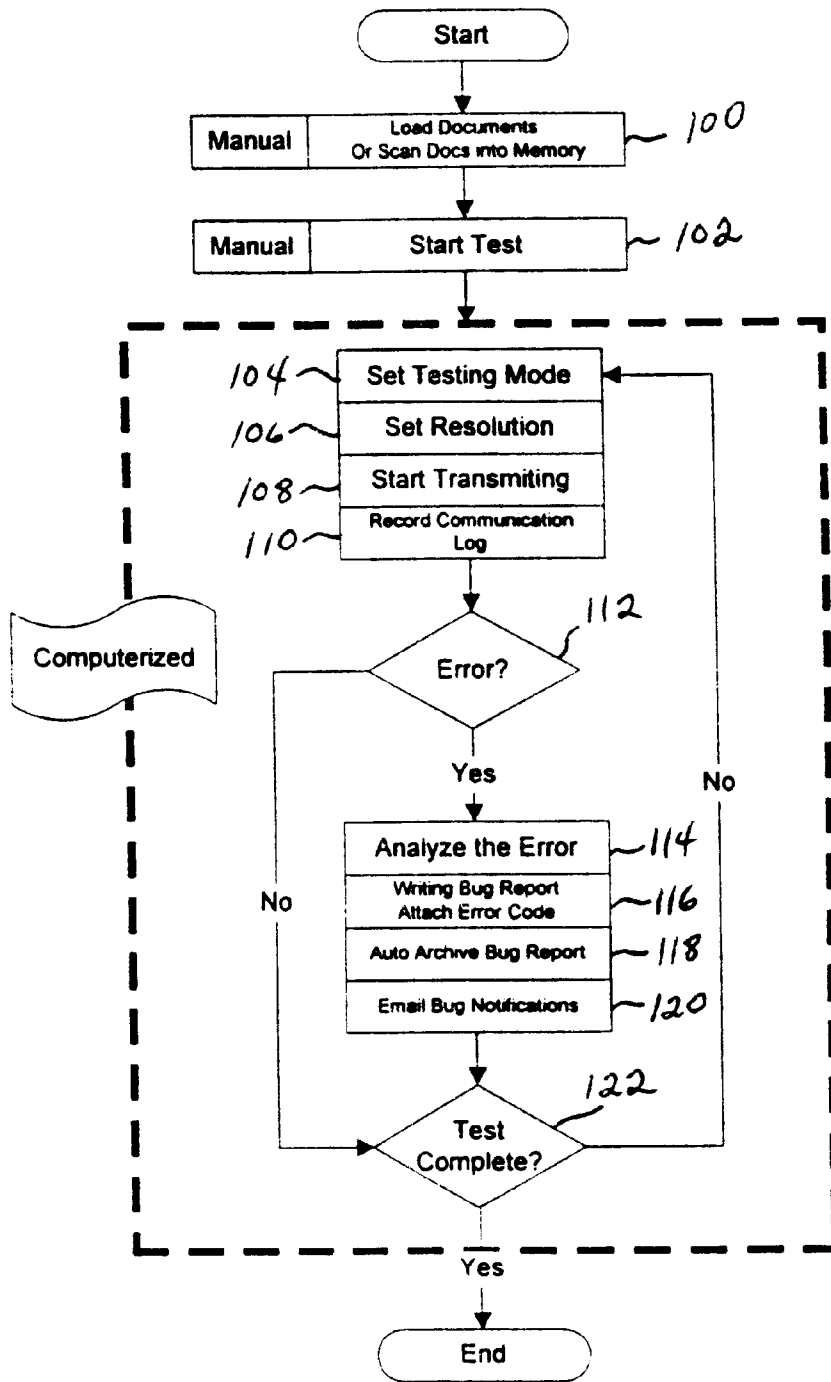 Start
Manual
Load Documents
Or Scan Docs into Memory
100
Manual
Start Test
102
104
Set Testing Mode
106
Set Resolution
108
Start Transmiting
110
Record Communication
Log
112
Computerized
Error?
Yes
No
Analyze the Error
114
No
Writing Bug Report
Attach Error Code
116
Auto Archive Bug Report
118
Email Bug Notifications
120
122
Test
Complete?
Yes
End